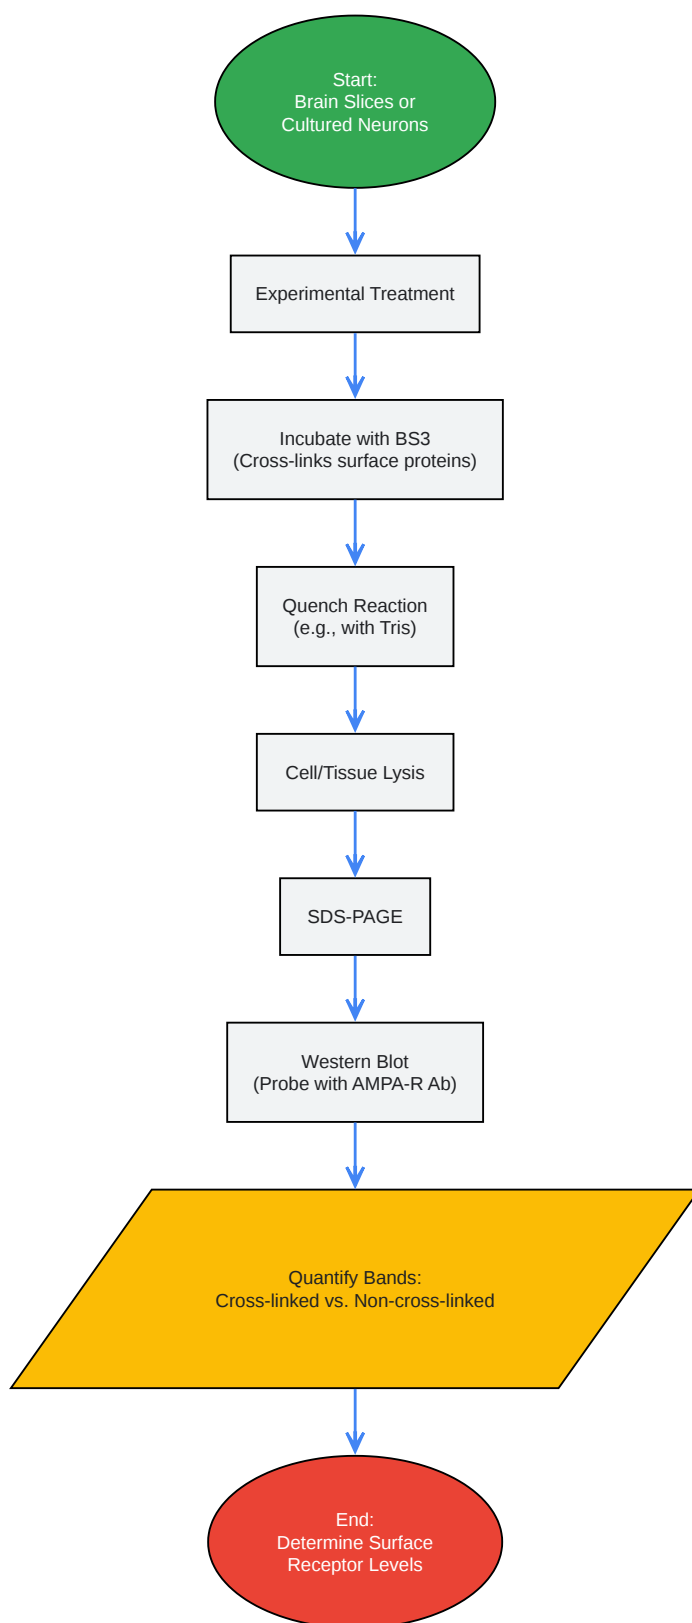 Start:
Brain Slices or
Cultured Neurons
Experimental Treatment
Incubate with BS3
(Cross-links surface proteins)
Quench Reaction
(e.g., with Tris)
Cell/Tissue Lysis
SDS-PAGE
Western Blot
(Probe with AMPA-R Ab)
Quantify Bands:
Cross-linked vs. Non-cross-linked
End:
Determine Surface
Receptor Levels